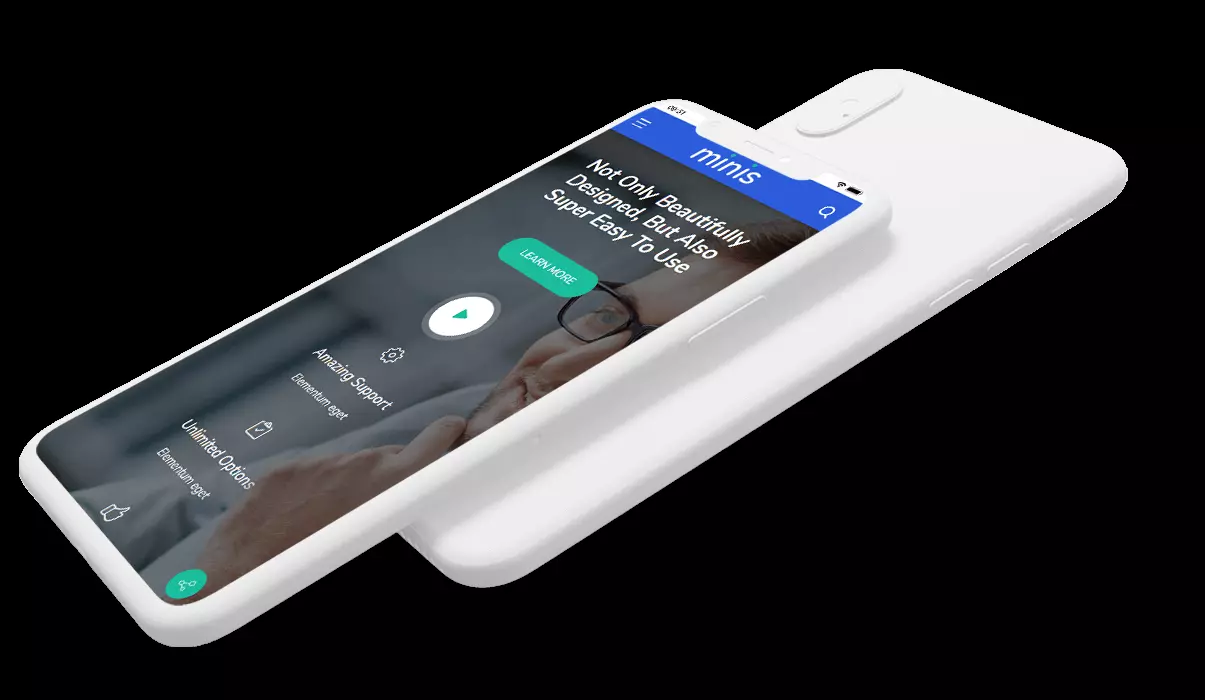 09:31
minis
Not Only Beautifully
Designed, But Also
Super Easy To Use
LEARN MORE
Amazing Support
Elementum eget
Unlimited Options
Elementum eget